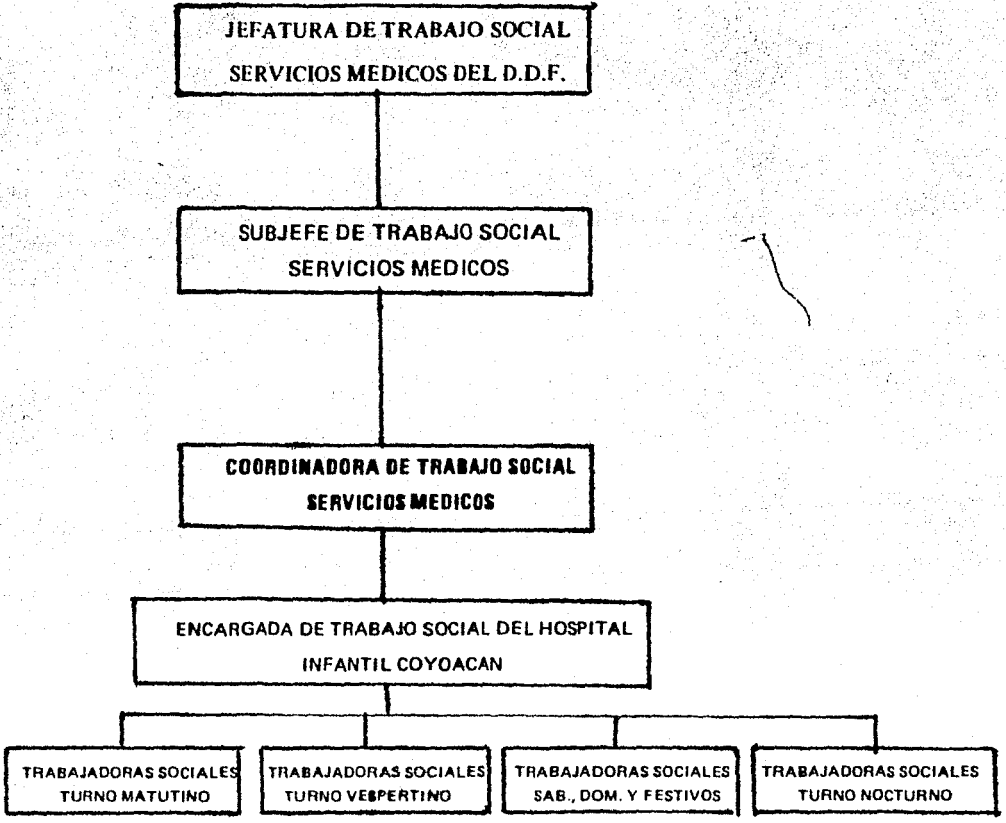 JEFATURA DE TRABAJO SOCIAL
SERVICIOS MEDICOS DEL D.D.F.
SUBJEFE DE TRABAJO SOCIAL
SERVICIOS MEDICOS
COORDINADORA DE TRABAJO SOCIAL
SERVICIOS MEDICOS
ENCARGADA DE TRABAJO SOCIAL DEL HOSPITAL
INFANTIL COYOACAN
TRABAJADORAS SOCIALES
TURNO MATUTINO
TRABAJADORAS SOCIALES
TURNO VESPERTINO
TRABAJADORAS SOCIALES
SAB., DOM. Y FESTIVOS
TRABAJADORAS SOCIALES
TURNO NOCTURNO